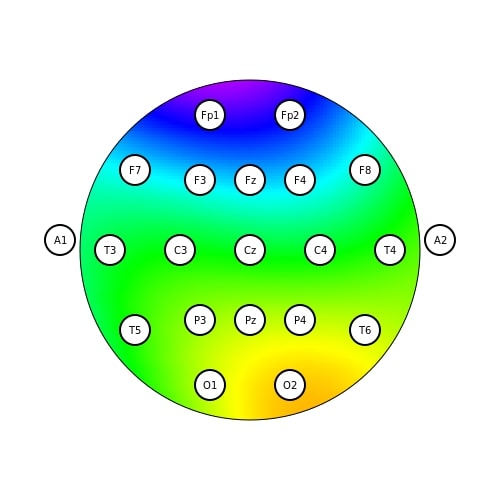 Fp1 Fp2
F7 F3 Fz F4 F8
A1 T3 C3 Cz C4 T4 A2
T5 P3 Pz P4 T6
O1 O2